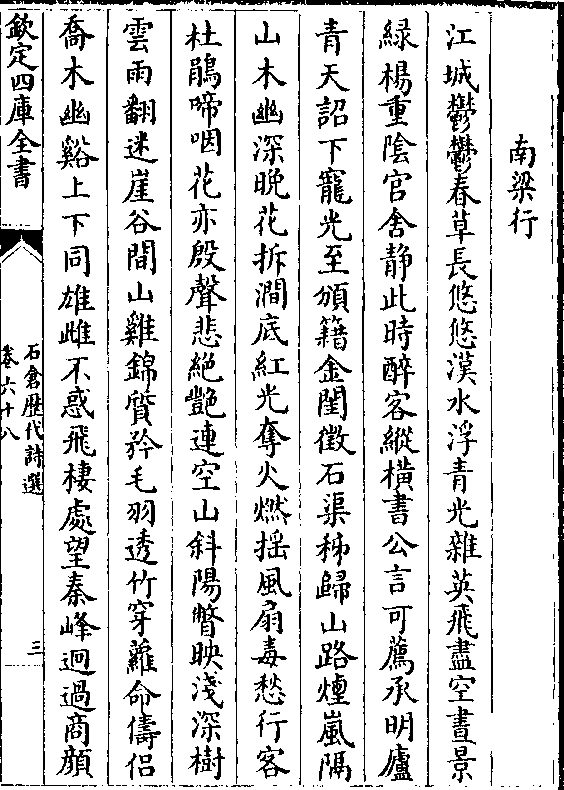 南梁行
江城鬱鬱春草長悠悠漢水浮青光雜英飛盡空晝景
緑楊重陰官舍静此時醉客縱橫書公言可薦承明廬
青天詔下寵光至頒籍金閨徵石渠秭歸山路煙嵐隔
山木幽深晚花拆澗底紅光奪火燃摇風扇毒愁行客
杜鵑啼咽花亦殷聲悲絶艷連空山斜陽瞥映淺深樹
雲雨翻迷崖谷間山雞錦質矜毛羽透竹穿蘿命儔侣
喬木幽谿上下同雄雌不惑飛棲處望秦峰迥過商顔
欽定四庫全書
石倉歴代詩選
卷六十八
三